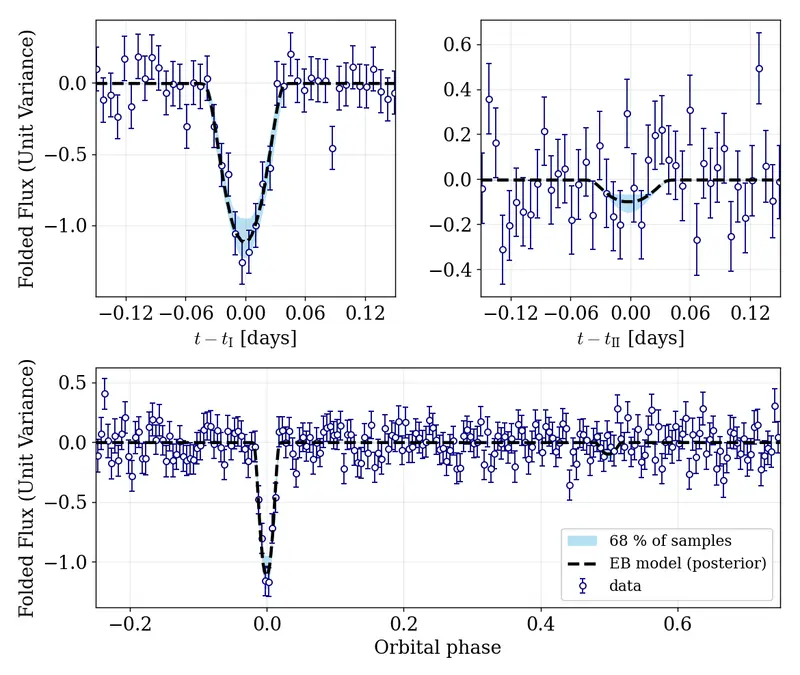 Folded Flux (Unit Variance)
0.0
−0.5
−1.0
−0.12 −0.06 0.00 0.06 0.12
t − tI [days]
0.6
0.4
0.2
0.0
−0.2
−0.4
−0.12 −0.06 0.00 0.06 0.12
t − tII [days]
Folded Flux (Unit Variance)
0.5
0.0
−0.5
−1.0
−0.2 0.0 0.2 0.4 0.6
Orbital phase
68 % of samples
EB model (posterior)
data